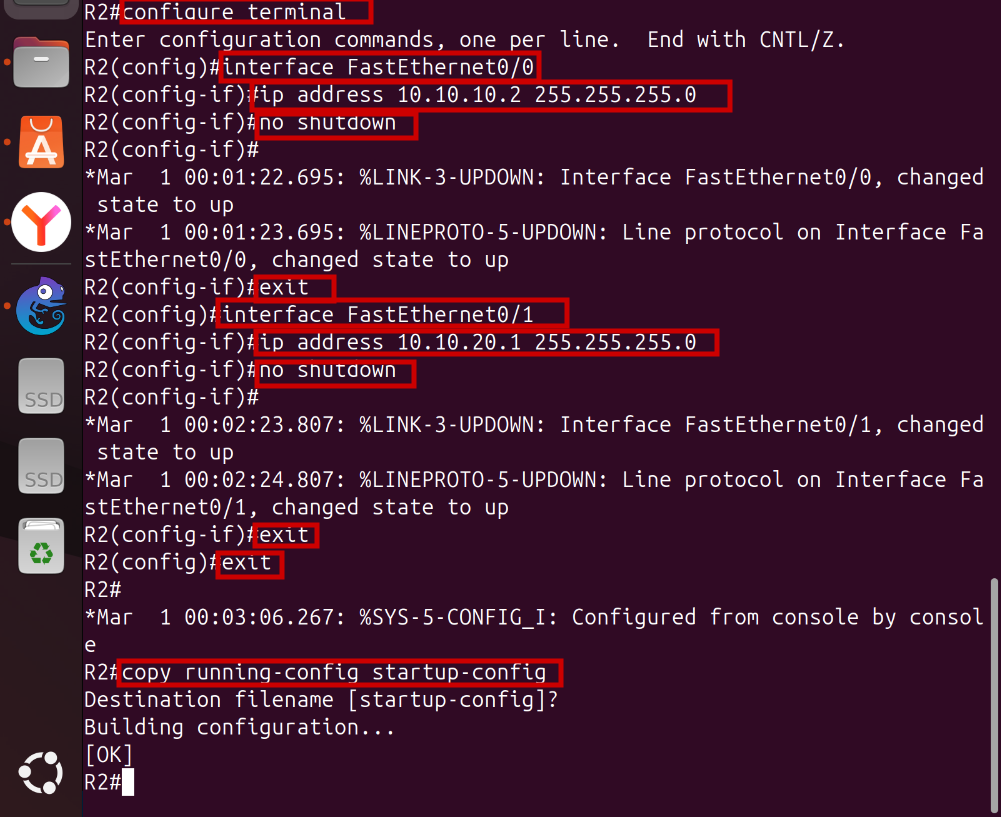 R2#configure terminal
Enter configuration commands, one per line.  End with CNTL/Z.
R2(config)#interface FastEthernet0/0
R2(config-if)#ip address 10.10.10.2 255.255.255.0
R2(config-if)#no shutdown
R2(config-if)#
*Mar  1 00:01:22.695: %LINK-3-UPDOWN: Interface FastEthernet0/0, changed
 state to up
*Mar  1 00:01:23.695: %LINEPROTO-5-UPDOWN: Line protocol on Interface Fa
stEthernet0/0, changed state to up
R2(config-if)#exit
R2(config)#interface FastEthernet0/1
R2(config-if)#ip address 10.10.20.1 255.255.255.0
R2(config-if)#no shutdown
R2(config-if)#
*Mar  1 00:02:23.807: %LINK-3-UPDOWN: Interface FastEthernet0/1, changed
 state to up
*Mar  1 00:02:24.807: %LINEPROTO-5-UPDOWN: Line protocol on Interface Fa
stEthernet0/1, changed state to up
R2(config-if)#exit
R2(config)#exit
R2#
*Mar  1 00:03:06.267: %SYS-5-CONFIG_I: Configured from console by consol
e
R2#copy running-config startup-config
Destination filename [startup-config]?
Building configuration...
[OK]
R2#
SSD
SSD